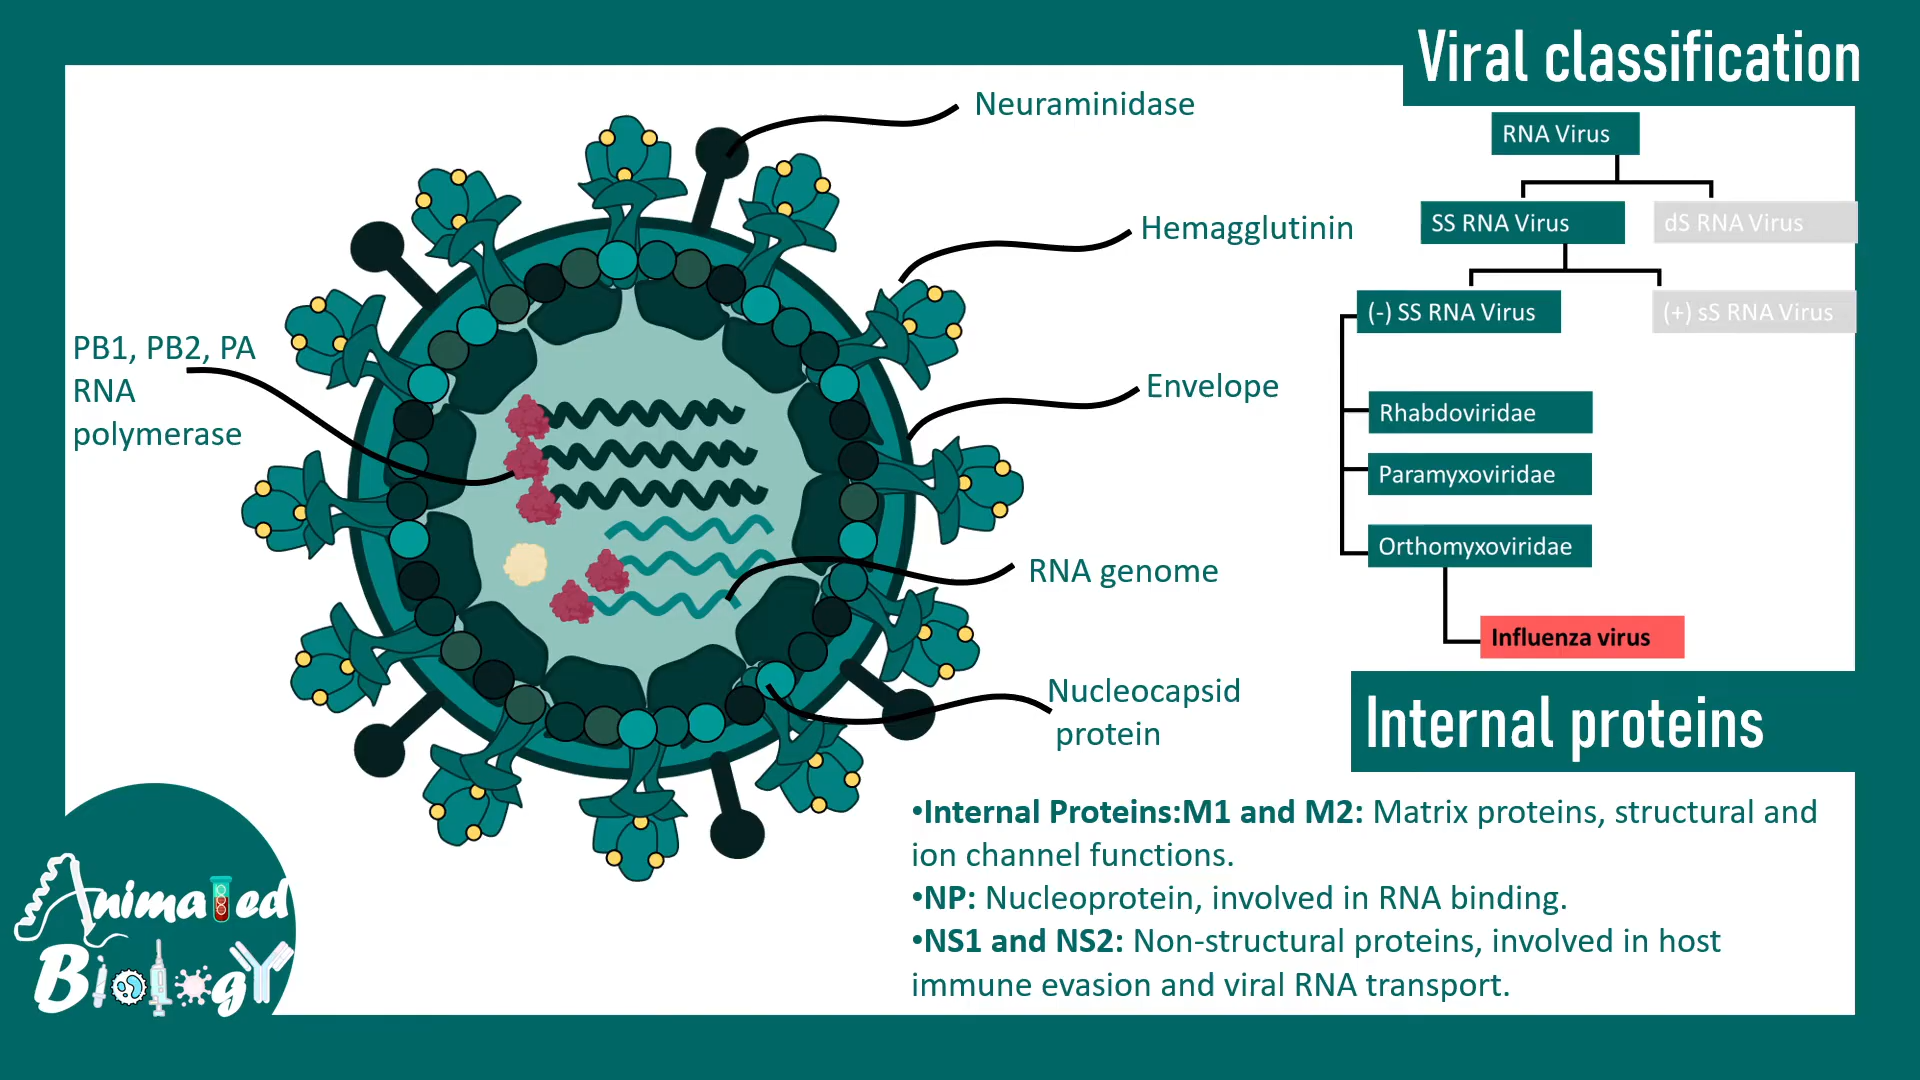 Viral classification
RNA Virus
SS RNA Virus
dS RNA Virus
(-) SS RNA Virus
(+) sS RNA Virus
Rhabdoviridae
Paramyxoviridae
Orthomyxoviridae
Influenza virus
Neuraminidase
Hemagglutinin
Envelope
RNA genome
Nucleocapsid
protein
PB1, PB2, PA
RNA
polymerase
Internal proteins
•Internal Proteins:M1 and M2: Matrix proteins, structural and
ion channel functions.
•NP: Nucleoprotein, involved in RNA binding.
•NS1 and NS2: Non-structural proteins, involved in host
immune evasion and viral RNA transport.
Animated
Biology